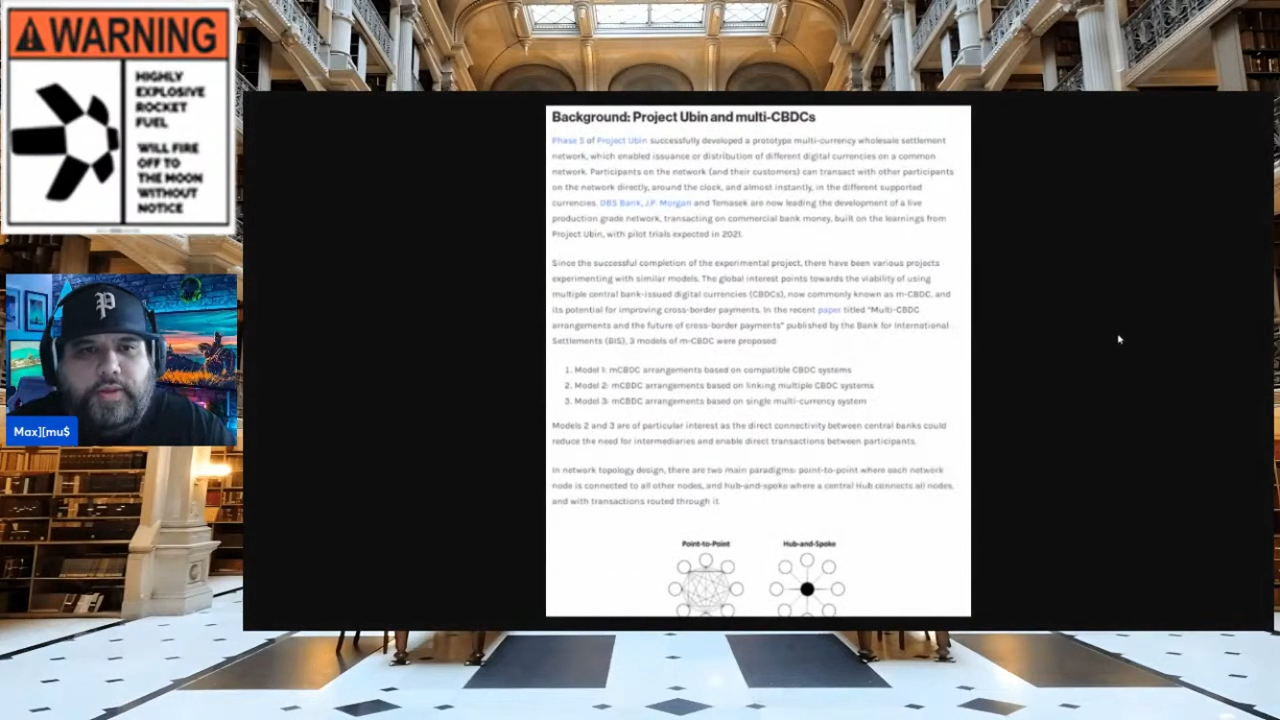 WARNING
HIGHLY
EXPLOSIVE
ROCKET
FUEL
WILL FIRE
OFF TO
THE MOON
WITHOUT
NOTICE
P
Max][mu$
Background: Project Ubin and multi-CBDCs
Phase 5 of Project Ubin successfully developed a prototype multi-currency wholesale settlement
network, which enabled issuance or distribution of different digital currencies on a common
network. Participants on the network (and their customers) can transact with other participants
on the network directly, around the clock, and almost instantly, in the different supported
currencies. DBS Bank, J.P. Morgan and Temasek are now leading the development of a live
production grade network, transacting on commercial bank money, built on the learnings from
Project Ubin, with pilot trials expected in 2021.
Since the successful completion of the experimental project, there have been various projects
experimenting with similar models. The global interest points towards the viability of using
multiple central bank-issued digital currencies (CBDCs), now commonly known as m-CBDC, and
its potential for improving cross-border payments. In the recent paper titled "Multi-CBDC
arrangements and the future of cross-border payments" published by the Bank for International
Settlements (BIS), 3 models of m-CBDC were proposed
1. Model 1: mCBDC arrangements based on compatible CBDC systems
2. Model 2: mCBDC arrangements based on linking multiple CBDC systems
3. Model 3: mCBDC arrangements based on single multi-currency system
Models 2 and 3 are of particular interest as the direct connectivity between central banks could
reduce the need for intermediaries and enable direct transactions between participants.
In network topology design, there are two main paradigms: point-to-point where each network
node is connected to all other nodes, and hub-and-spoke where a central Hub connects all nodes,
and with transactions routed through it.
Point-to-Point
Hub-and-Spoke